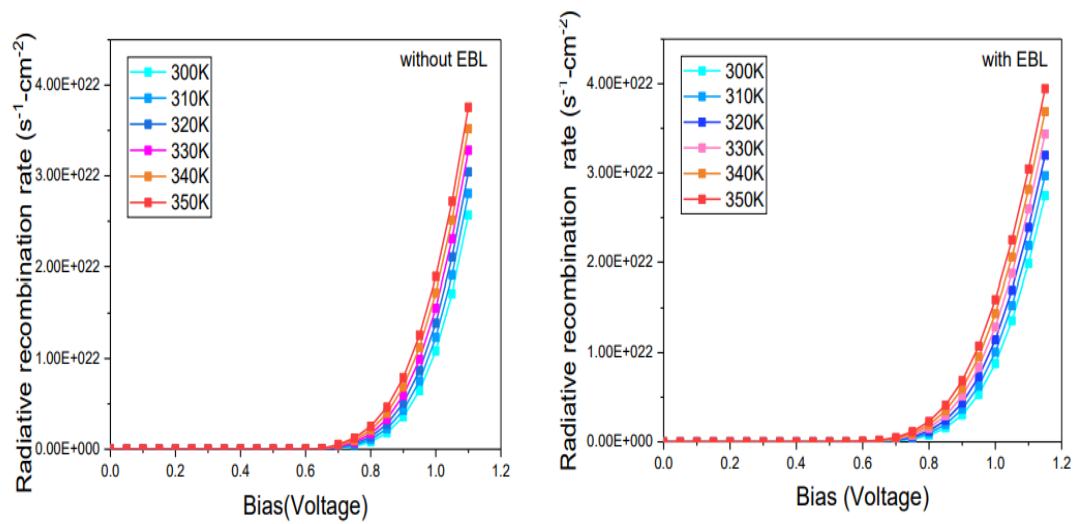 Radiative recombination rate (s⁻¹-cm⁻²)
without EBL
300K
310K
320K
330K
340K
350K
4.00E+022
3.00E+022
2.00E+022
1.00E+022
0.00E+000
0.0 0.2 0.4 0.6 0.8 1.0 1.2
Bias(Voltage)
Radiative recombination rate (s⁻¹-cm⁻²)
with EBL
300K
310K
320K
330K
340K
350K
4.00E+022
3.00E+022
2.00E+022
1.00E+022
0.00E+000
0.0 0.2 0.4 0.6 0.8 1.0 1.2
Bias (Voltage)